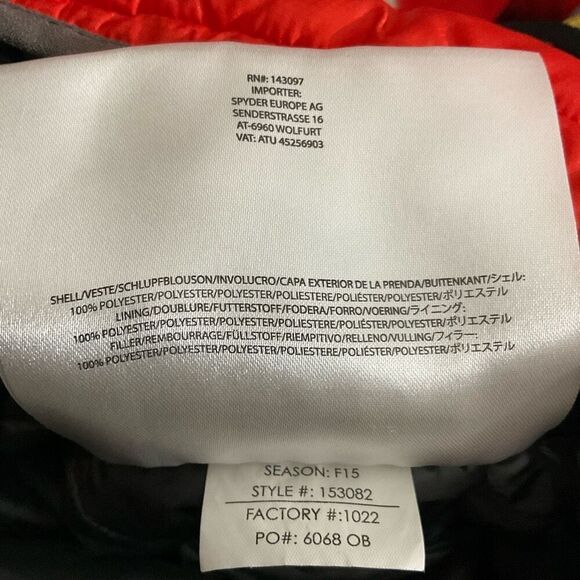 RN#: 143097
IMPORTER:
SPYDER EUROPE AG
SENDERSTRASSE 16
AT-6960 WOLFURT
VAT: ATU 45256903
SHELL/VESTE/SCHLUPFBLOUSON/INVOLUCRO/CAPA EXTERIOR DE LA PRENDA/BUITENKANT/シェル:
100% POLYESTER/POLYESTER/POLYESTER/POLIESTERE/POLIÉSTER/POLYESTER/ポリエステル
LINING/DOUBLURE/FUTTERSTOFF/FODERA/FORRO/VOERING/ライニング:
100% POLYESTER/POLYESTER/POLYESTER/POLIESTERE/POLIÉSTER/POLYESTER/ポリエステル
FILLER/REMBOURRAGE/FÜLLSTOFF/RIEMPITIVO/RELLENO/VULLING/フィラー:
100% POLYESTER/POLYESTER/POLYESTER/POLIESTERE/POLIÉSTER/POLYESTER/ポリエステル
SEASON: F15
STYLE #: 153082
FACTORY #:1022
PO#: 6068 OB